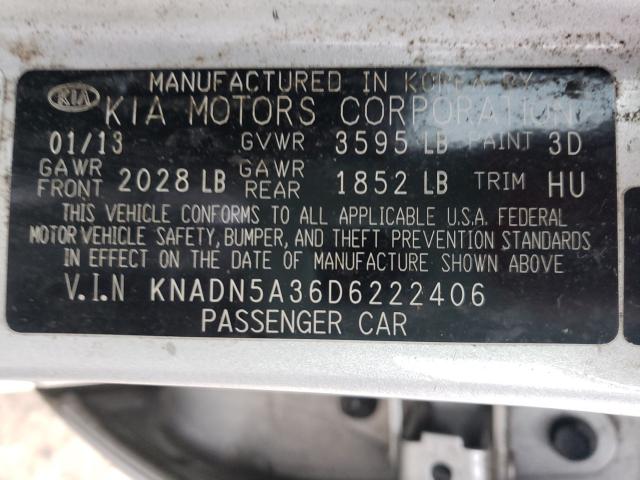 MANUFACTURED IN KOREA BY
KIA KIA MOTORS CORPORATION
01/13 GVWR 3595 LB PAINT 3D
GAWR FRONT 2028 LB GAWR REAR 1852 LB TRIM HU
THIS VEHICLE CONFORMS TO ALL APPLICABLE U.S.A. FEDERAL
MOTOR VEHICLE SAFETY, BUMPER, AND THEFT PREVENTION STANDARDS
IN EFFECT ON THE DATE OF MANUFACTURE SHOWN ABOVE
V.I.N KNADN5A36D6222406
PASSENGER CAR